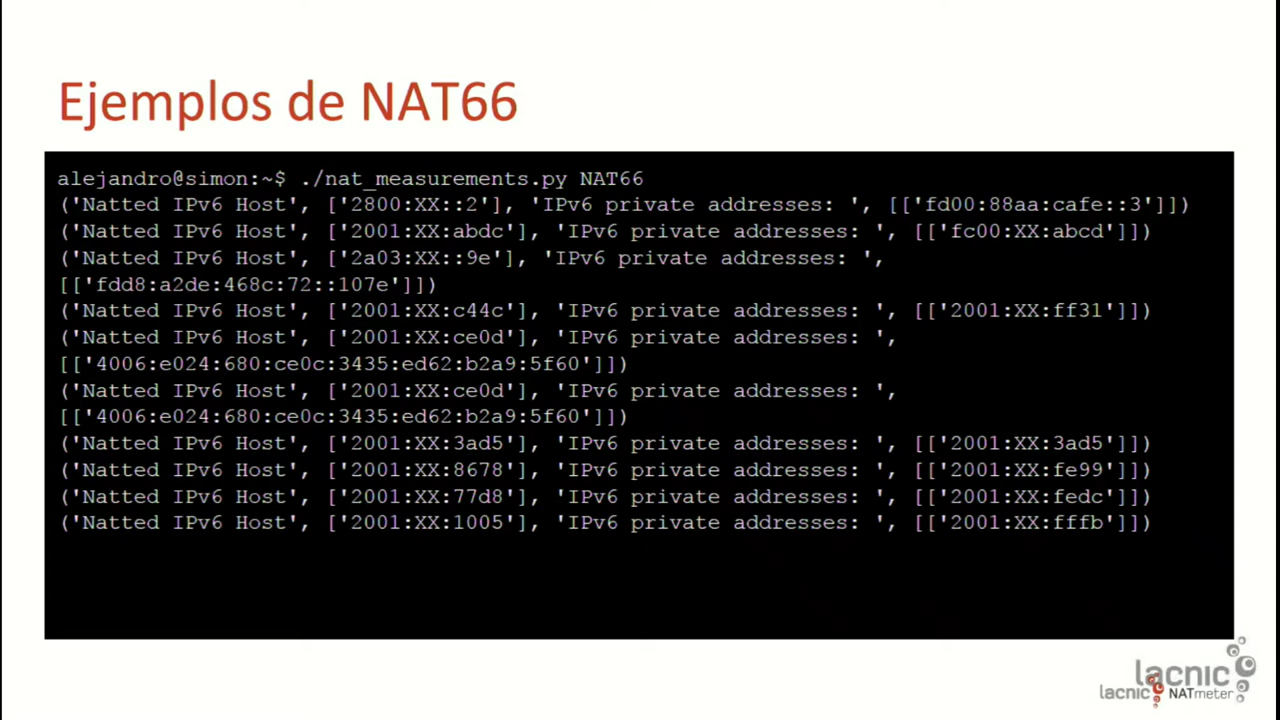 Ejemplos de NAT66
alejandro@simon:~$ ./nat_measurements.py NAT66
('Natted IPv6 Host', ['2800:XX::2'], 'IPv6 private addresses: ', [['fd00:88aa:cafe::3']])
('Natted IPv6 Host', ['2001:XX:abdc'], 'IPv6 private addresses: ', [['fc00:XX:abcd']])
('Natted IPv6 Host', ['2a03:XX::9e'], 'IPv6 private addresses: ',
[['fdd8:a2de:468c:72::107e']])
('Natted IPv6 Host', ['2001:XX:c44c'], 'IPv6 private addresses: ', [['2001:XX:ff31']])
('Natted IPv6 Host', ['2001:XX:ce0d'], 'IPv6 private addresses: ',
[['4006:e024:680:ce0c:3435:ed62:b2a9:5f60']])
('Natted IPv6 Host', ['2001:XX:ce0d'], 'IPv6 private addresses: ',
[['4006:e024:680:ce0c:3435:ed62:b2a9:5f60']])
('Natted IPv6 Host', ['2001:XX:3ad5'], 'IPv6 private addresses: ', [['2001:XX:3ad5']])
('Natted IPv6 Host', ['2001:XX:8678'], 'IPv6 private addresses: ', [['2001:XX:fe99']])
('Natted IPv6 Host', ['2001:XX:77d8'], 'IPv6 private addresses: ', [['2001:XX:fedc']])
('Natted IPv6 Host', ['2001:XX:1005'], 'IPv6 private addresses: ', [['2001:XX:fffb']])
lacnic
lacnic NATmeter